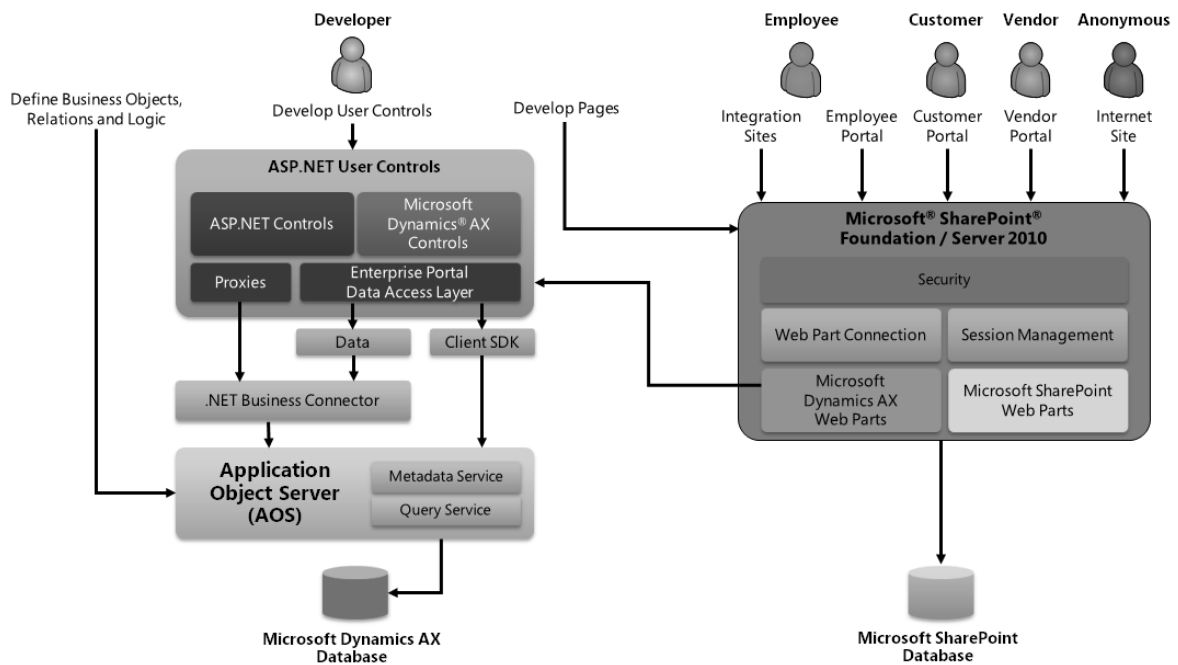 Developer
Employee
Customer
Vendor
Anonymous
Define Business Objects,
Relations and Logic
Develop User Controls
Develop Pages
Integration
Sites
Employee
Portal
Customer
Portal
Vendor
Portal
Internet
Site
ASP.NET User Controls
ASP.NET Controls
Microsoft
Dynamics® AX
Controls
Proxies
Enterprise Portal
Data Access Layer
Data
Client SDK
.NET Business Connector
Application
Object Server
(AOS)
Metadata Service
Query Service
Microsoft Dynamics AX
Database
Microsoft® SharePoint®
Foundation / Server 2010
Security
Web Part Connection
Session Management
Microsoft
Dynamics AX
Web Parts
Microsoft SharePoint
Web Parts
Microsoft SharePoint
Database